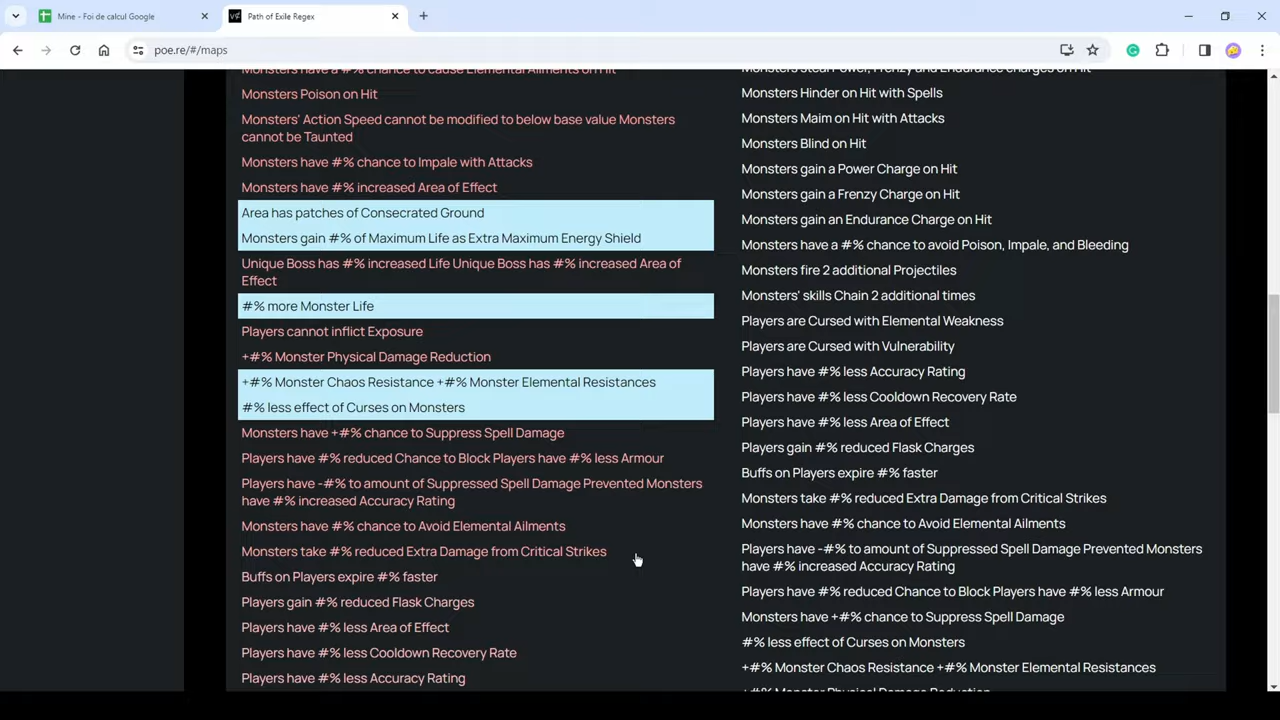 Mine - Foi de calcul Google
Path of Exile Regex
poe.re/#/maps
Monsters have a #% chance to cause Elemental Ailments on Hit
Monsters Poison on Hit
Monsters' Action Speed cannot be modified to below base value Monsters
cannot be Taunted
Monsters have #% chance to Impale with Attacks
Monsters have #% increased Area of Effect
Area has patches of Consecrated Ground
Monsters gain #% of Maximum Life as Extra Maximum Energy Shield
Unique Boss has #% increased Life Unique Boss has #% increased Area of
Effect
#% more Monster Life
Players cannot inflict Exposure
+#% Monster Physical Damage Reduction
+#% Monster Chaos Resistance +#% Monster Elemental Resistances
#% less effect of Curses on Monsters
Monsters have +#% chance to Suppress Spell Damage
Players have #% reduced Chance to Block Players have #% less Armour
Players have -#% to amount of Suppressed Spell Damage Prevented Monsters
have #% increased Accuracy Rating
Monsters have #% chance to Avoid Elemental Ailments
Monsters take #% reduced Extra Damage from Critical Strikes
Buffs on Players expire #% faster
Players gain #% reduced Flask Charges
Players have #% less Area of Effect
Players have #% less Cooldown Recovery Rate
Players have #% less Accuracy Rating
Monsters steal Power, Frenzy and Endurance charges on Hit
Monsters Hinder on Hit with Spells
Monsters Maim on Hit with Attacks
Monsters Blind on Hit
Monsters gain a Power Charge on Hit
Monsters gain a Frenzy Charge on Hit
Monsters gain an Endurance Charge on Hit
Monsters have a #% chance to avoid Poison, Impale, and Bleeding
Monsters fire 2 additional Projectiles
Monsters' skills Chain 2 additional times
Players are Cursed with Elemental Weakness
Players are Cursed with Vulnerability
Players have #% less Accuracy Rating
Players have #% less Cooldown Recovery Rate
Players have #% less Area of Effect
Players gain #% reduced Flask Charges
Buffs on Players expire #% faster
Monsters take #% reduced Extra Damage from Critical Strikes
Monsters have #% chance to Avoid Elemental Ailments
Players have -#% to amount of Suppressed Spell Damage Prevented Monsters
have #% increased Accuracy Rating
Players have #% reduced Chance to Block Players have #% less Armour
Monsters have +#% chance to Suppress Spell Damage
#% less effect of Curses on Monsters
+#% Monster Chaos Resistance +#% Monster Elemental Resistances
+#% Monster Physical Damage Reduction